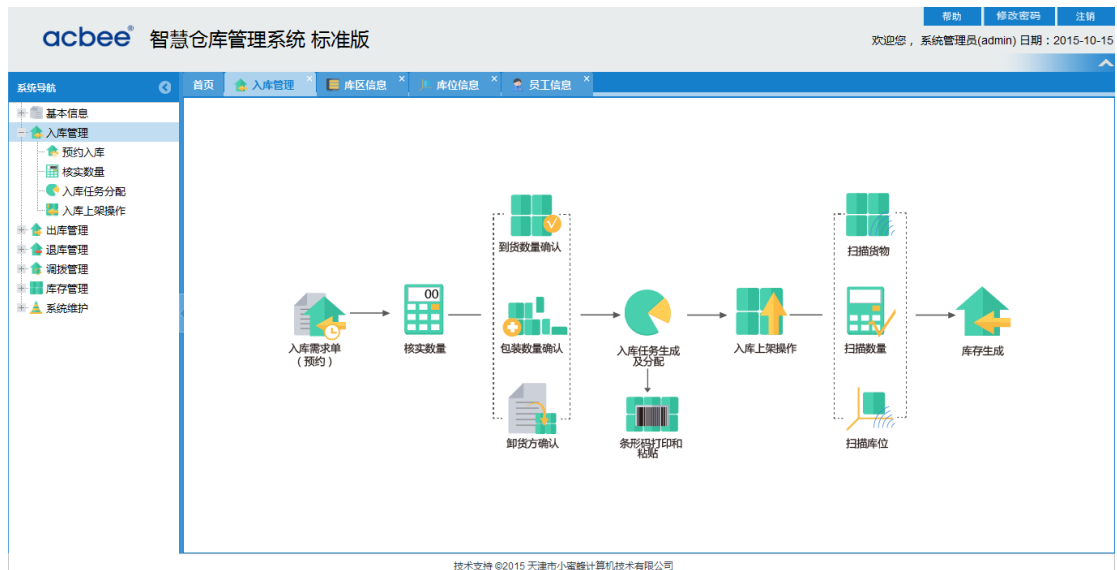 帮助 修改密码 注销
acbee® 智慧仓库管理系统 标准版
欢迎您， 系统管理员(admin) 日期：2015-10-15
系统导航
首页 入库管理 × 库区信息 × 库位信息 × 员工信息 ×
基本信息
入库管理
预约入库
核实数量
入库任务分配
入库上架操作
出库管理
退库管理
调拨管理
库存管理
系统维护
到货数量确认
扫描货物
00
入库需求单
（预约）
核实数量
包装数量确认
入库任务生成
及分配
入库上架操作
扫描数量
库存生成
卸货方确认
条形码打印和
粘贴
扫描库位
技术支持 ©2015 天津市小蜜蜂计算机技术有限公司